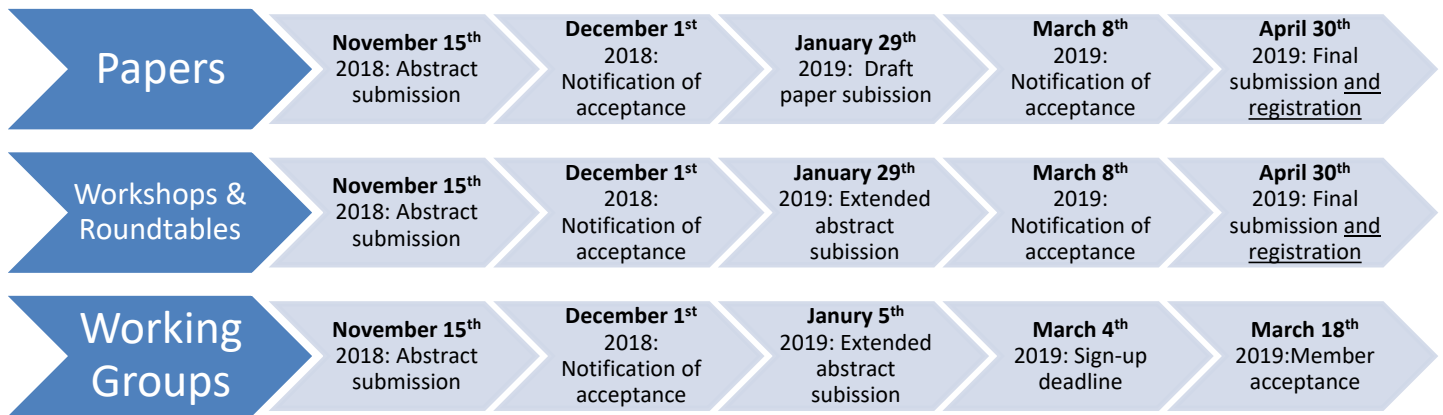 Papers
November 15th
2018: Abstract
submission
December 1st
2018:
Notification of
acceptance
January 29th
2019: Draft
paper subission
March 8th
2019:
Notification of
acceptance
April 30th
2019: Final
submission and
registration
Workshops &
Roundtables
November 15th
2018: Abstract
submission
December 1st
2018:
Notification of
acceptance
January 29th
2019: Extended
abstract
subission
March 8th
2019:
Notification of
acceptance
April 30th
2019: Final
submission and
registration
Working
Groups
November 15th
2018: Abstract
submission
December 1st
2018:
Notification of
acceptance
Janury 5th
2019: Extended
abstract
subission
March 4th
2019: Sign-up
deadline
March 18th
2019:Member
acceptance